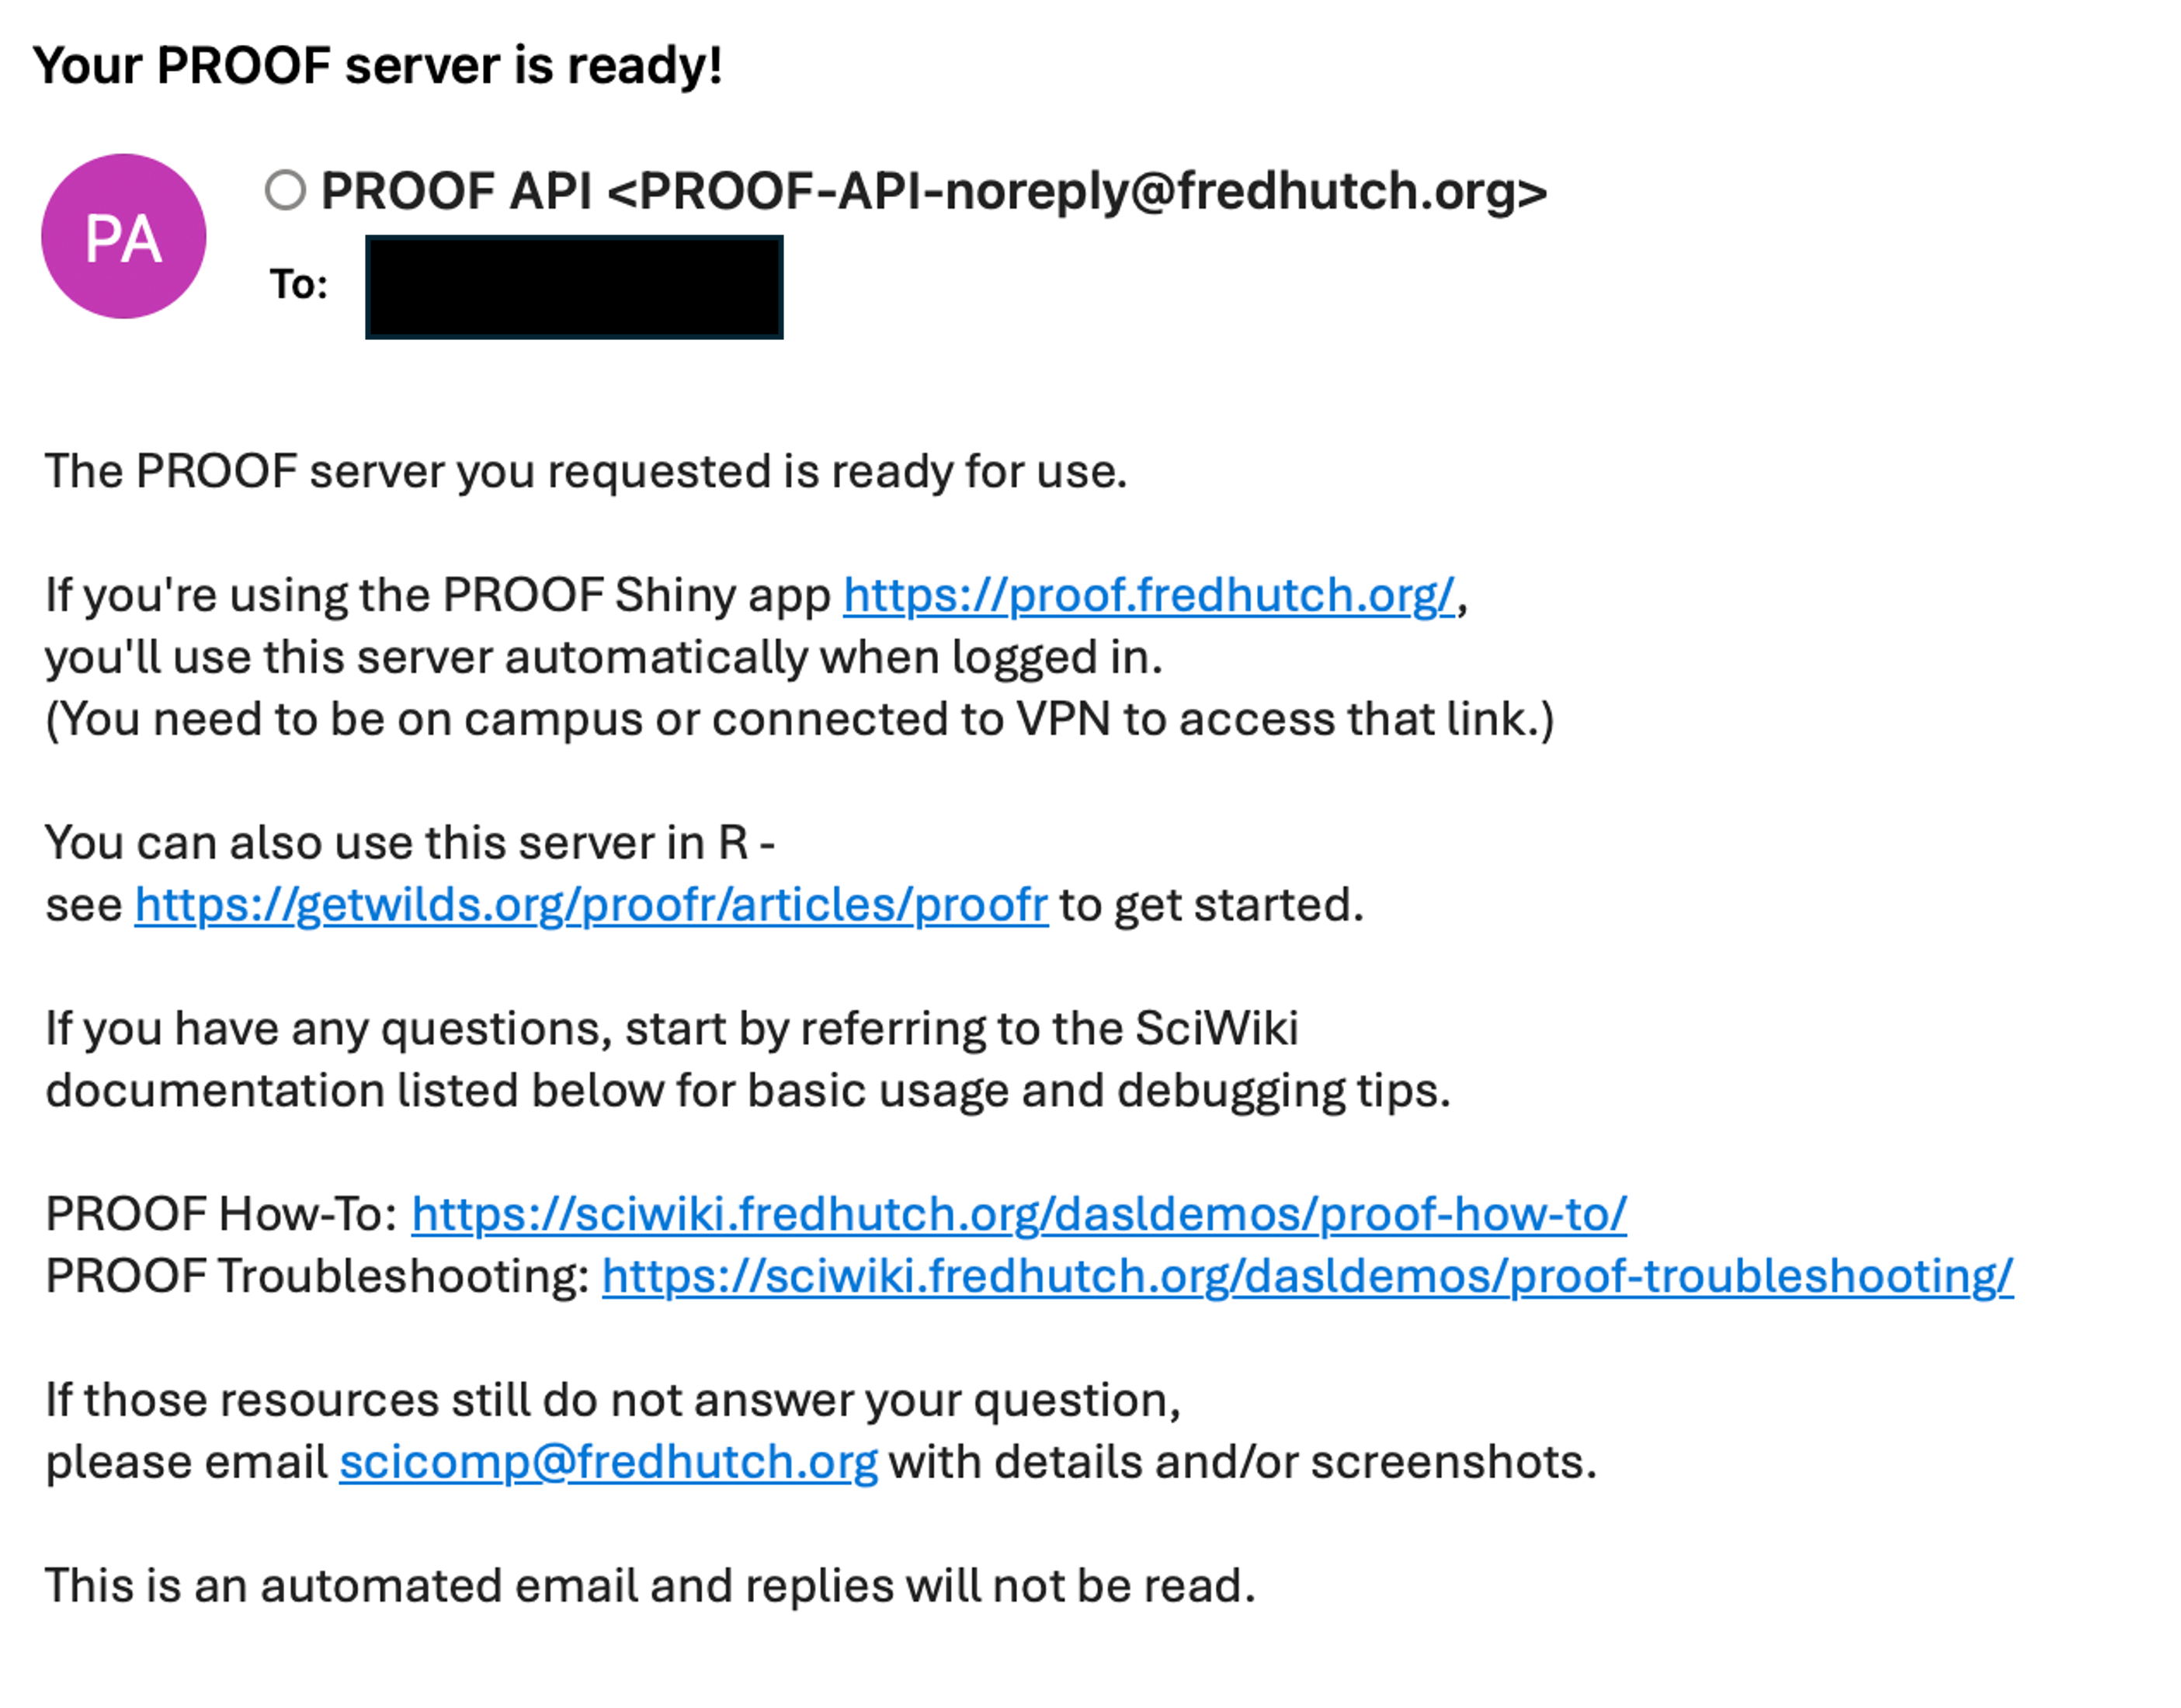 Your PROOF server is ready!
PA
PROOF API <PROOF-API-noreply@fredhutch.org>
To:
The PROOF server you requested is ready for use.
If you're using the PROOF Shiny app https://proof.fredhutch.org/,
you'll use this server automatically when logged in.
(You need to be on campus or connected to VPN to access that link.)
You can also use this server in R -
see https://getwilds.org/proofr/articles/proofr to get started.
If you have any questions, start by referring to the SciWiki
documentation listed below for basic usage and debugging tips.
PROOF How-To: https://sciwiki.fredhutch.org/dasldemos/proof-how-to/
PROOF Troubleshooting: https://sciwiki.fredhutch.org/dasldemos/proof-troubleshooting/
If those resources still do not answer your question,
please email scicomp@fredhutch.org with details and/or screenshots.
This is an automated email and replies will not be read.